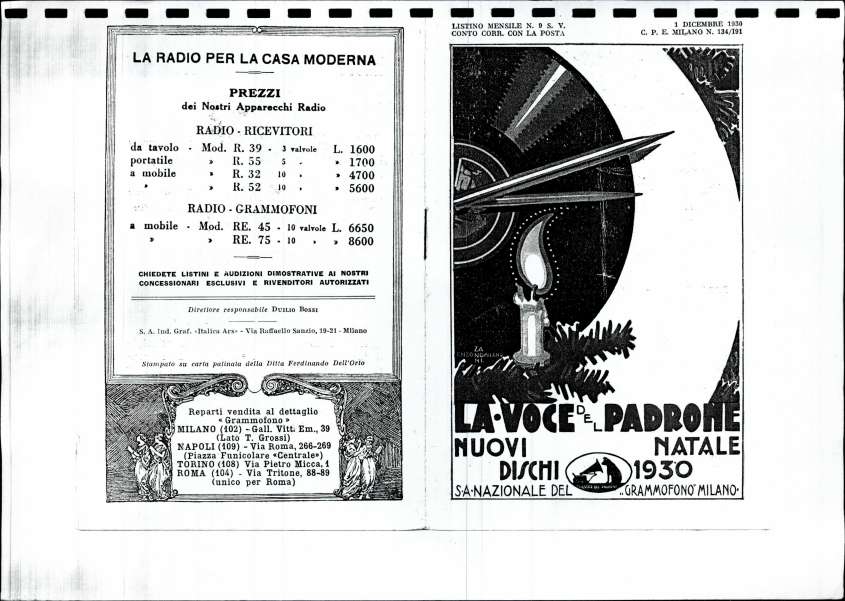 LA RADIO PER LA CASA MODERNA
PREZZI
dei Nostri Apparecchi Radio
RADIO - RICEVITORI
da tavolo - Mod. R. 39 - 3 valvole L. 1600
portatile » R. 55 5 » » 1700
a mobile » R. 32 10 » » 4700
» » R. 52 10 » » 5600
RADIO - GRAMMOFONI
a mobile - Mod. RE. 45 - 10 valvole L. 6650
» » RE. 75 - 10 » » 8600
CHIEDETE LISTINI E AUDIZIONI DIMOSTRATIVE AI NOSTRI
CONCESSIONARI ESCLUSIVI E RIVENDITORI AUTORIZZATI
Direttore responsabile DUILIO BOSSI
S. A. Ind. Graf. «Italica Ars» - Via Raffaello Sanzio, 19-21 - Milano
Stampato su carta patinata della Ditta Ferdinando Dell'Orto
Reparti vendita al dettaglio
« Grammofono »
MILANO (102) - Gall. Vitt. Em., 39
(Lato T. Grossi)
NAPOLI (109) - Via Roma, 266-269
(Piazza Funicolare «Centrale»)
TORINO (108) Via Pietro Micca, 1
ROMA (104) - Via Tritone, 88-89
(unico per Roma)
LISTINO MENSILE N. 9 S. V.
CONTO CORR. CON LA POSTA
1 DICEMBRE 1930
C. P. E. MILANO N. 134/191
LA·VOCE DEL PADRONE
NUOVI NATALE
DISCHI 1930
S·A·NAZIONALE DEL „GRAMMOFONO" MILANO·